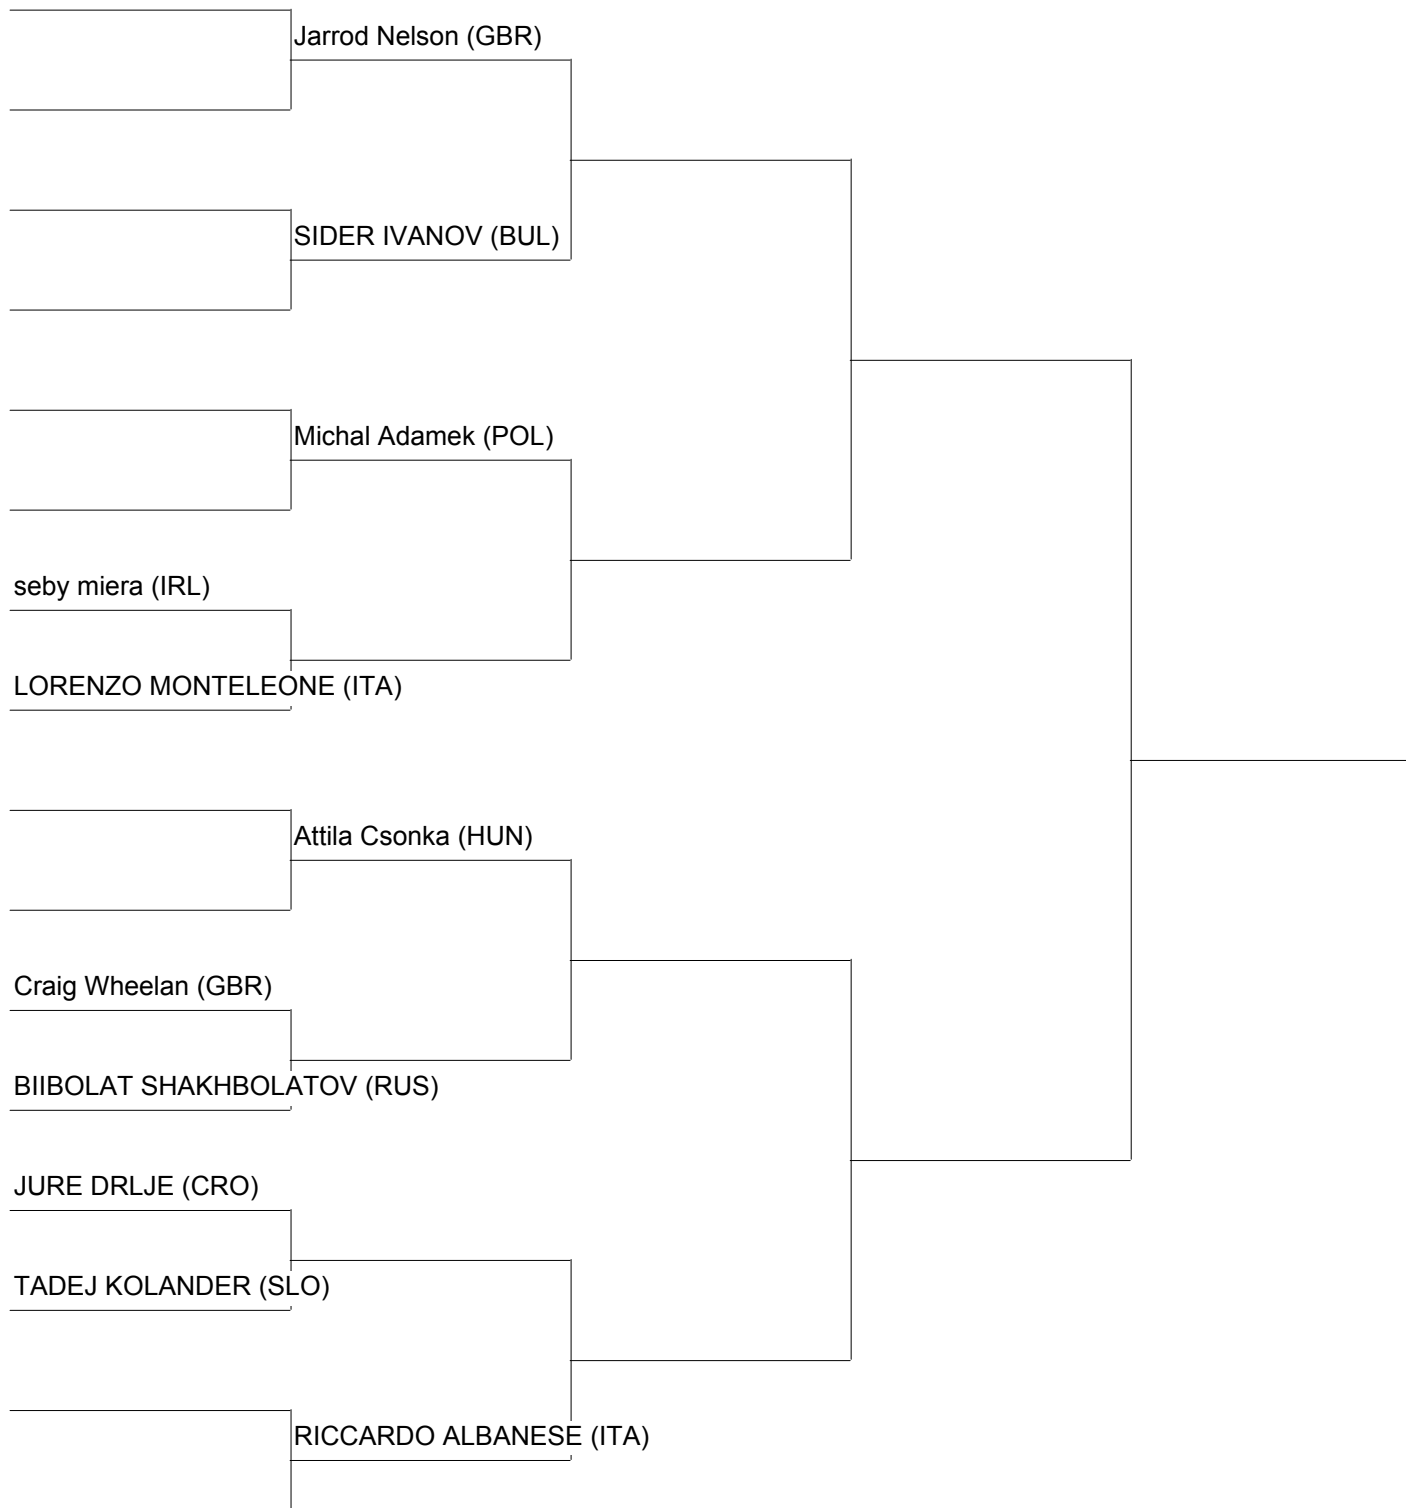 Jarrod Nelson (GBR)
SIDER IVANOV (BUL)
Michal Adamek (POL)
seby miera (IRL)
LORENZO MONTELEONE (ITA)
Attila Csonka (HUN)
Craig Wheelan (GBR)
BIIBOLAT SHAKHBOLATOV (RUS)
JURE DRLJE (CRO)
TADEJ KOLANDER (SLO)
RICCARDO ALBANESE (ITA)